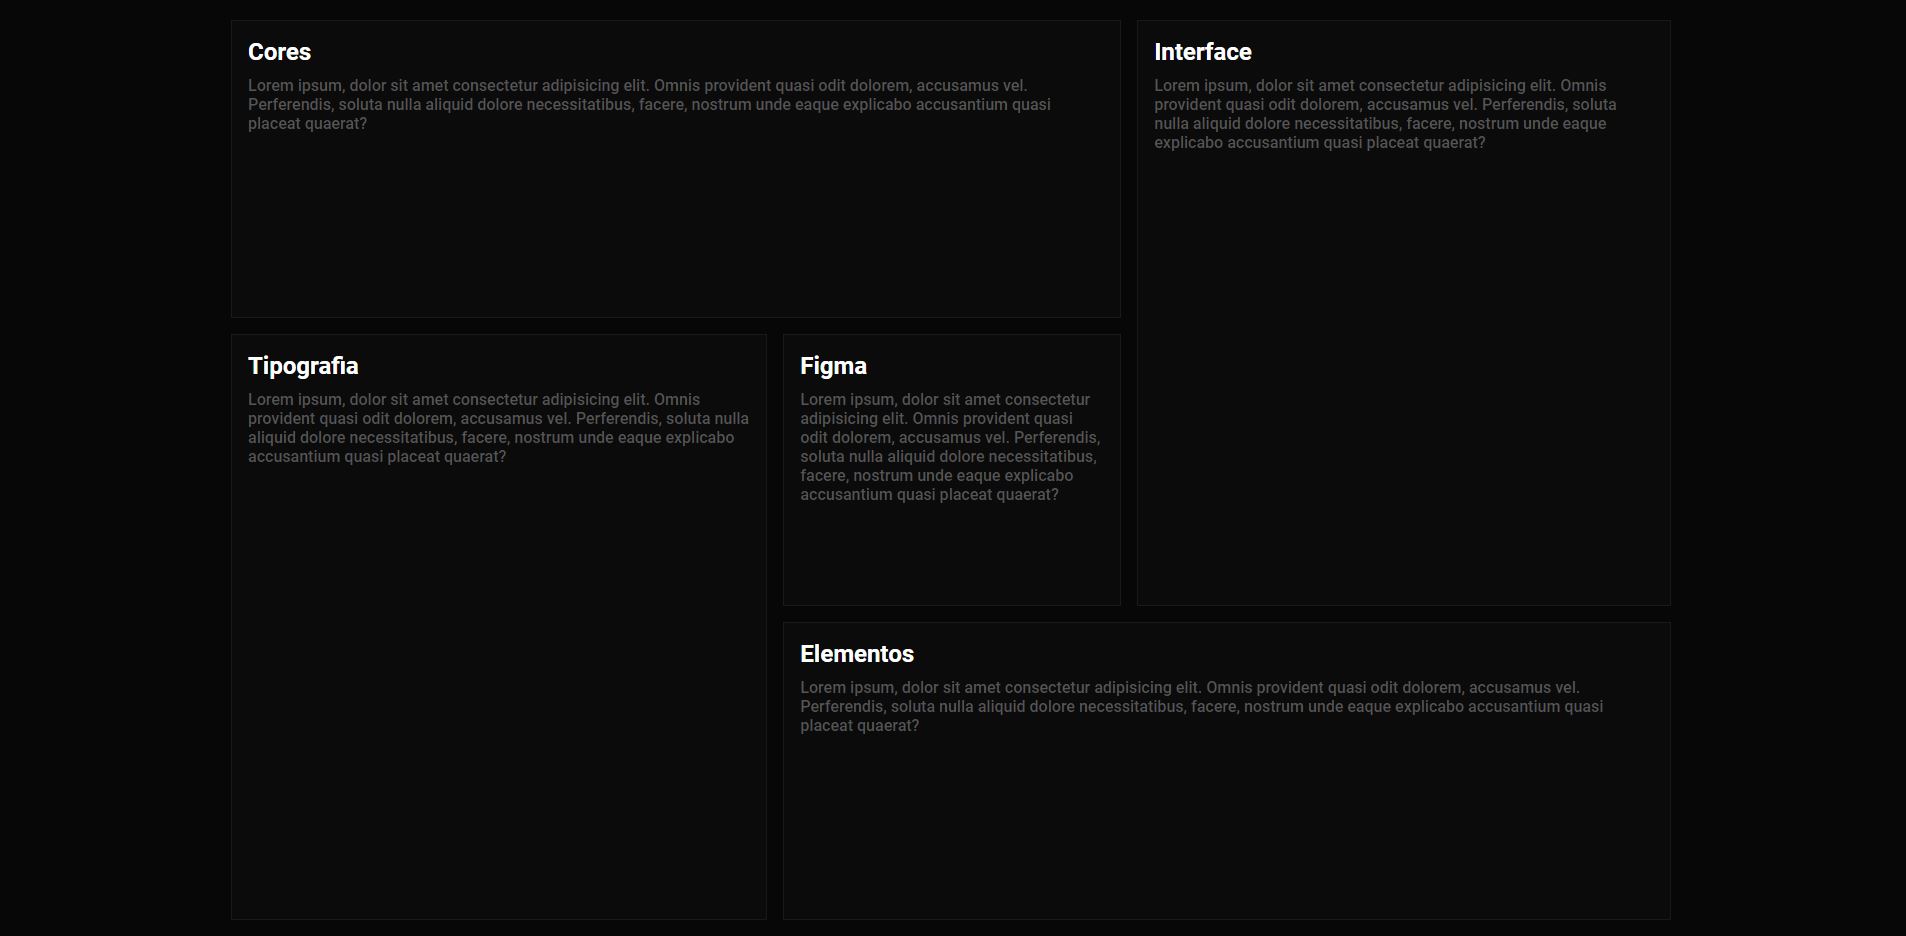 Cores
Lorem ipsum, dolor sit amet consectetur adipisicing elit. Omnis provident quasi odit dolorem, accusamus vel.
Perferendis, soluta nulla aliquid dolore necessitatibus, facere, nostrum unde eaque explicabo accusantium quasi
placeat quaerat?
Interface
Lorem ipsum, dolor sit amet consectetur adipisicing elit. Omnis
provident quasi odit dolorem, accusamus vel. Perferendis, soluta
nulla aliquid dolore necessitatibus, facere, nostrum unde eaque
explicabo accusantium quasi placeat quaerat?
Tipografia
Lorem ipsum, dolor sit amet consectetur adipisicing elit. Omnis
provident quasi odit dolorem, accusamus vel. Perferendis, soluta nulla
aliquid dolore necessitatibus, facere, nostrum unde eaque explicabo
accusantium quasi placeat quaerat?
Figma
Lorem ipsum, dolor sit amet consectetur
adipisicing elit. Omnis provident quasi
odit dolorem, accusamus vel. Perferendis,
soluta nulla aliquid dolore necessitatibus,
facere, nostrum unde eaque explicabo
accusantium quasi placeat quaerat?
Elementos
Lorem ipsum, dolor sit amet consectetur adipisicing elit. Omnis provident quasi odit dolorem, accusamus vel.
Perferendis, soluta nulla aliquid dolore necessitatibus, facere, nostrum unde eaque explicabo accusantium quasi
placeat quaerat?